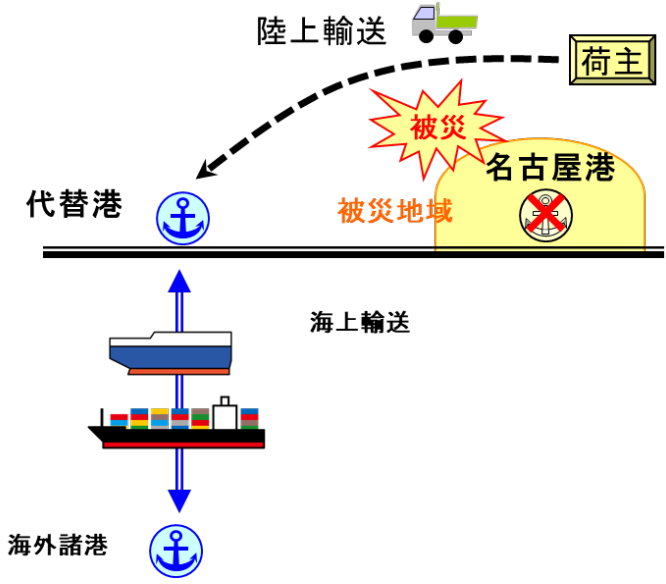 陸上輸送
荷主
被災
名古屋港
代替港
被災地域
海上輸送
海外諸港